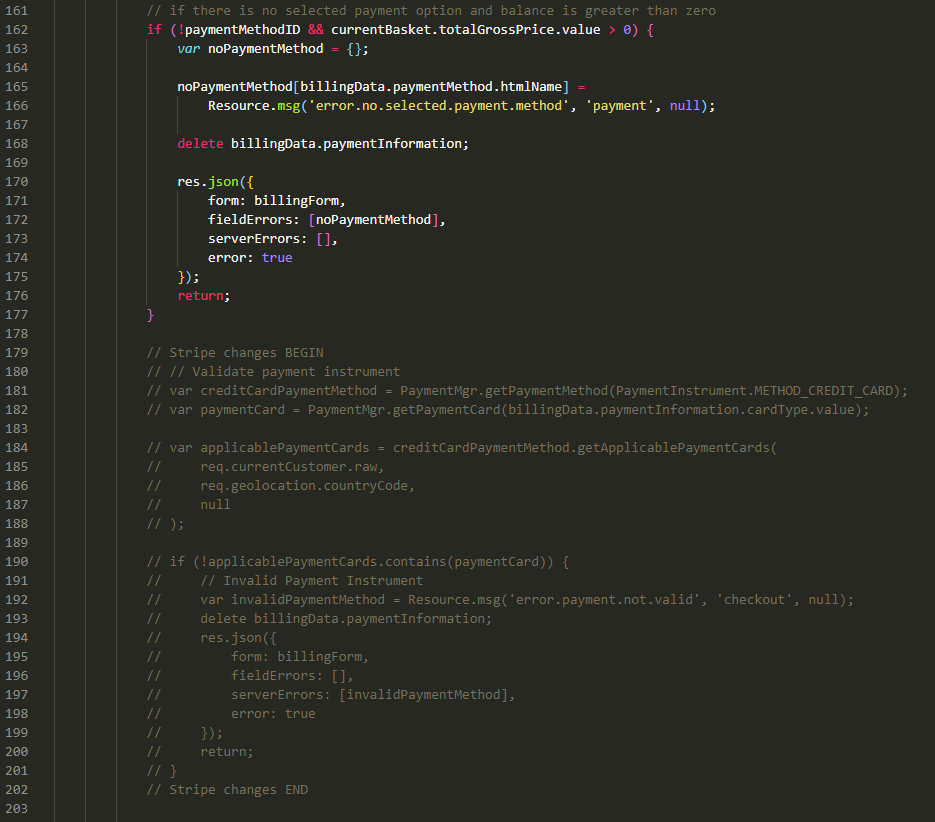 161 // if there is no selected payment option and balance is greater than zero
162 if (!paymentMethodID && currentBasket.totalGrossPrice.value > 0) {
163 var noPaymentMethod = {};
164
165 noPaymentMethod[billingData.paymentMethod.htmlName] =
166 Resource.msg('error.no.selected.payment.method', 'payment', null);
167
168 delete billingData.paymentInformation;
169
170 res.json({
171 form: billingForm,
172 fieldErrors: [noPaymentMethod],
173 serverErrors: [],
174 error: true
175 });
176 return;
177 }
178
179 // Stripe changes BEGIN
180 // // Validate payment instrument
181 // var creditCardPaymentMethod = PaymentMgr.getPaymentMethod(PaymentInstrument.METHOD_CREDIT_CARD);
182 // var paymentCard = PaymentMgr.getPaymentCard(billingData.paymentInformation.cardType.value);
183
184 // var applicablePaymentCards = creditCardPaymentMethod.getApplicablePaymentCards(
185 // req.currentCustomer.raw,
186 // req.geolocation.countryCode,
187 // null
188 // );
189
190 // if (!applicablePaymentCards.contains(paymentCard)) {
191 // // Invalid Payment Instrument
192 // var invalidPaymentMethod = Resource.msg('error.payment.not.valid', 'checkout', null);
193 // delete billingData.paymentInformation;
194 // res.json({
195 // form: billingForm,
196 // fieldErrors: [],
197 // serverErrors: [invalidPaymentMethod],
198 // error: true
199 // });
200 // return;
201 // }
202 // Stripe changes END
203